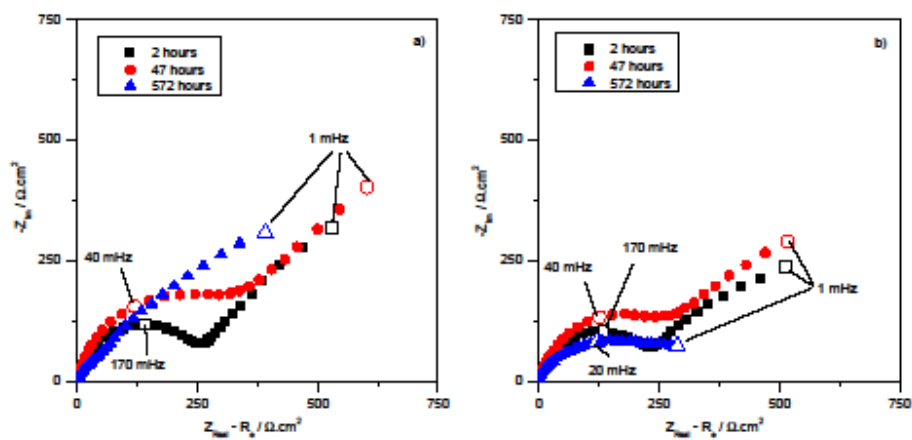 750
500
250
0
0
250
500
750
-Z_Im / Ω.cm²
Z_Real - R_e / Ω.cm²
a)
2 hours
47 hours
572 hours
1 mHz
40 mHz
170 mHz
750
500
250
0
0
250
500
750
-Z_Im / Ω.cm²
Z_Real - R_e / Ω.cm²
b)
2 hours
47 hours
572 hours
170 mHz
40 mHz
1 mHz
20 mHz